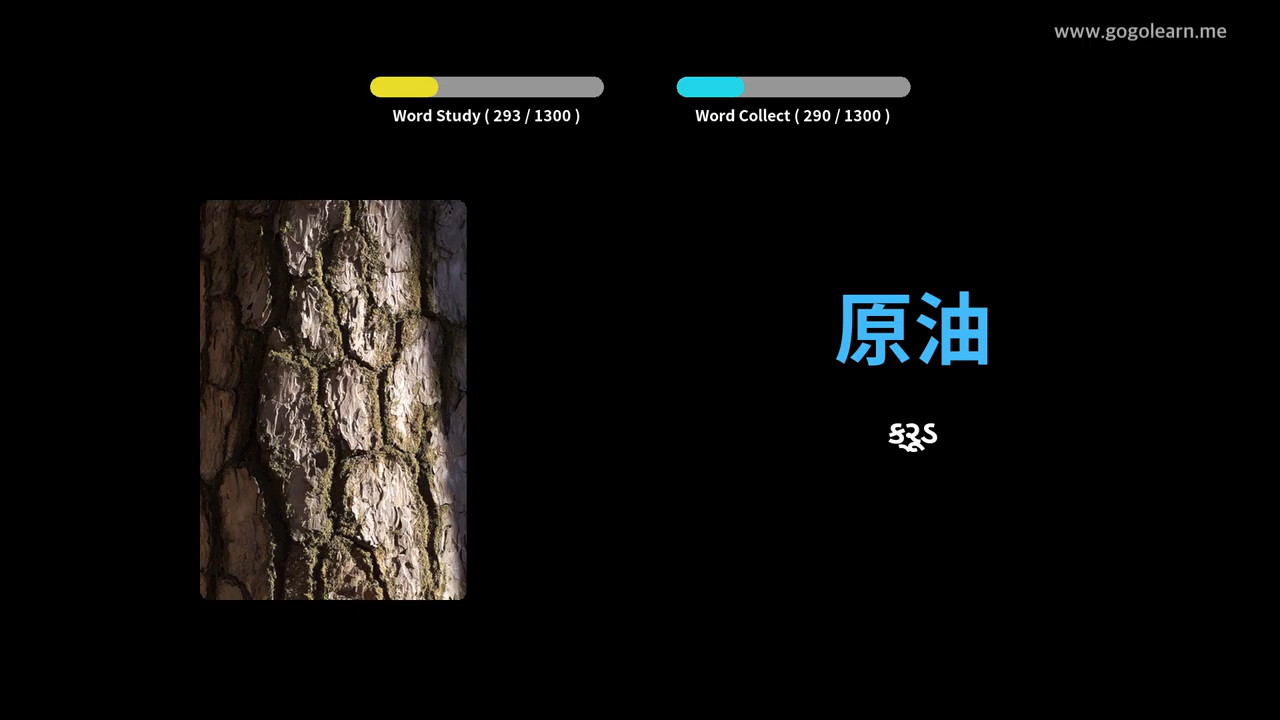 www.gogolearn.me
Word Study ( 293 / 1300 )
Word Collect ( 290 / 1300 )
原油
ક્રૂડ